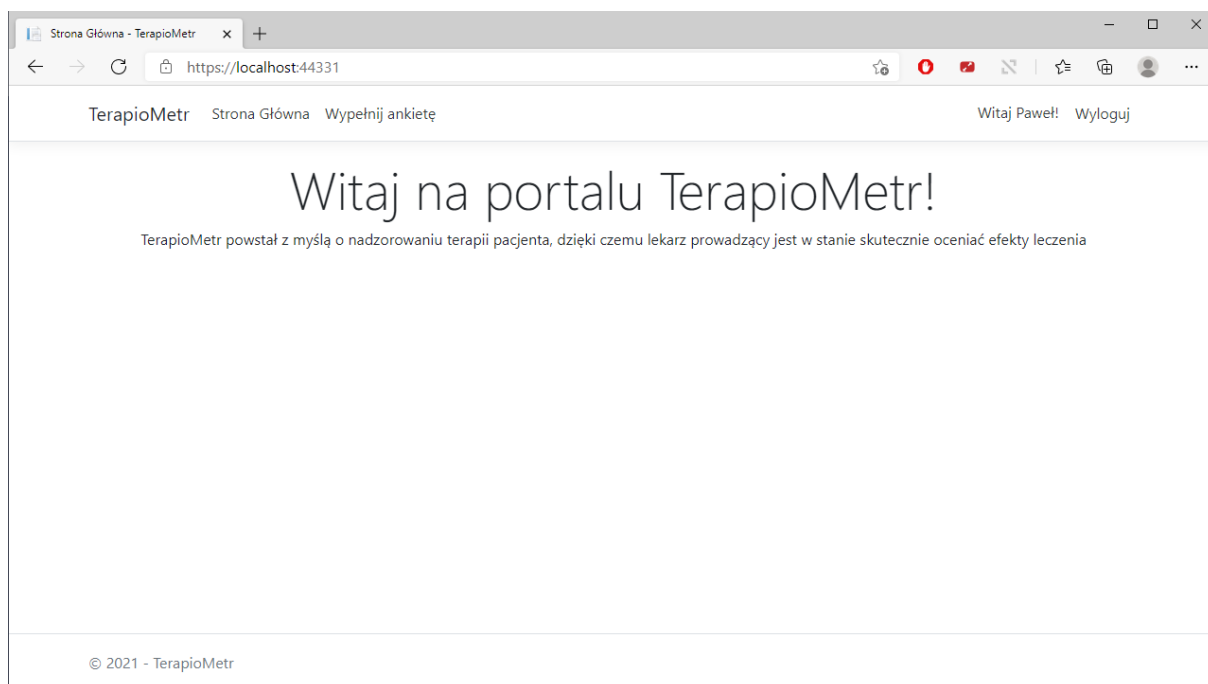 Strona Główna - TerapioMetr
https://localhost:44331
TerapioMetr Strona Główna Wypełnij ankietę Witaj Paweł! Wyloguj
Witaj na portalu TerapioMetr!
TerapioMetr powstał z myślą o nadzorowaniu terapii pacjenta, dzięki czemu lekarz prowadzący jest w stanie skutecznie oceniać efekty leczenia
© 2021 - TerapioMetr